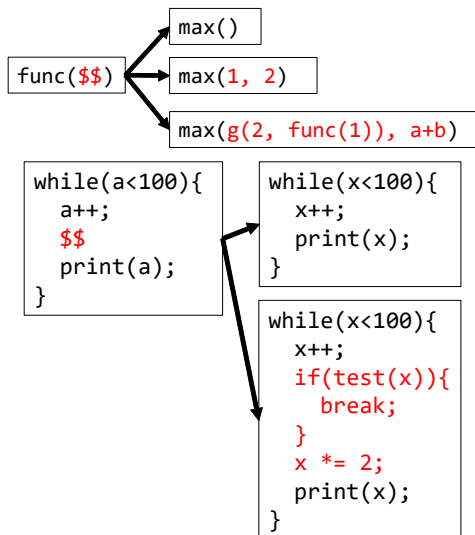 func($$)
max()
max(1, 2)
max(g(2, func(1)), a+b)
while(a<100){
  a++;
  $$
  print(a);
}
while(x<100){
  x++;
  print(x);
}
while(x<100){
  x++;
  if(test(x)){
    break;
  }
  x *= 2;
  print(x);
}